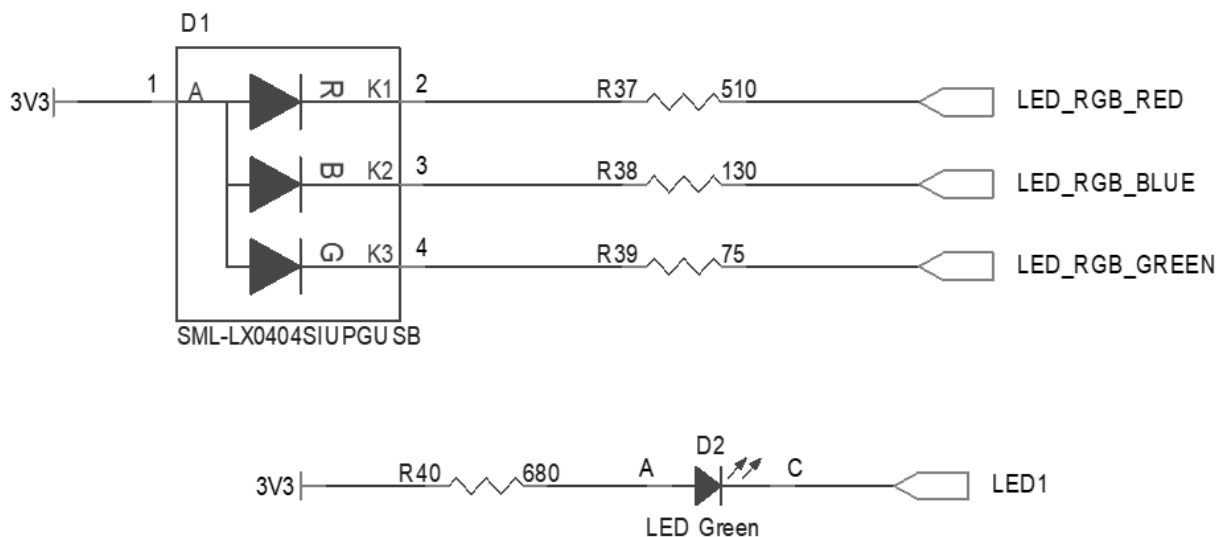 D1
3V3 1 A R K1 2 R37 510 LED_RGB_RED
B K2 3 R38 130 LED_RGB_BLUE
G K3 4 R39 75 LED_RGB_GREEN
SML-LX0404SIUPGUSB
D2
3V3 R40 680 A C LED1
LED Green